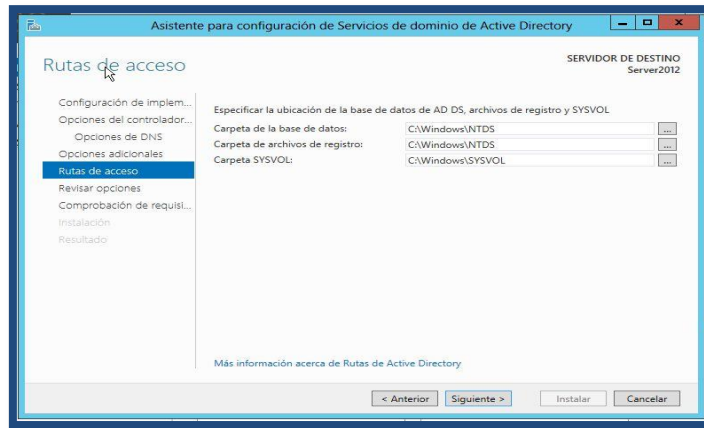 Asistente para configuración de Servicios de dominio de Active Directory
Rutas de acceso
SERVIDOR DE DESTINO
Server2012
Configuración de implem...
Opciones del controlador...
Opciones de DNS
Opciones adicionales
Rutas de acceso
Revisar opciones
Comprobación de requisi...
Instalación
Resultado
Especificar la ubicación de la base de datos de AD DS, archivos de registro y SYSVOL
Carpeta de la base de datos: C:\Windows\NTDS ...
Carpeta de archivos de registro: C:\Windows\NTDS ...
Carpeta SYSVOL: C:\Windows\SYSVOL ...
Más información acerca de Rutas de Active Directory
< Anterior Siguiente > Instalar Cancelar